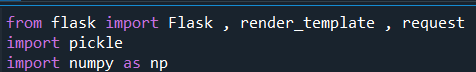 from flask import Flask , render_template , request
import pickle
import numpy as np